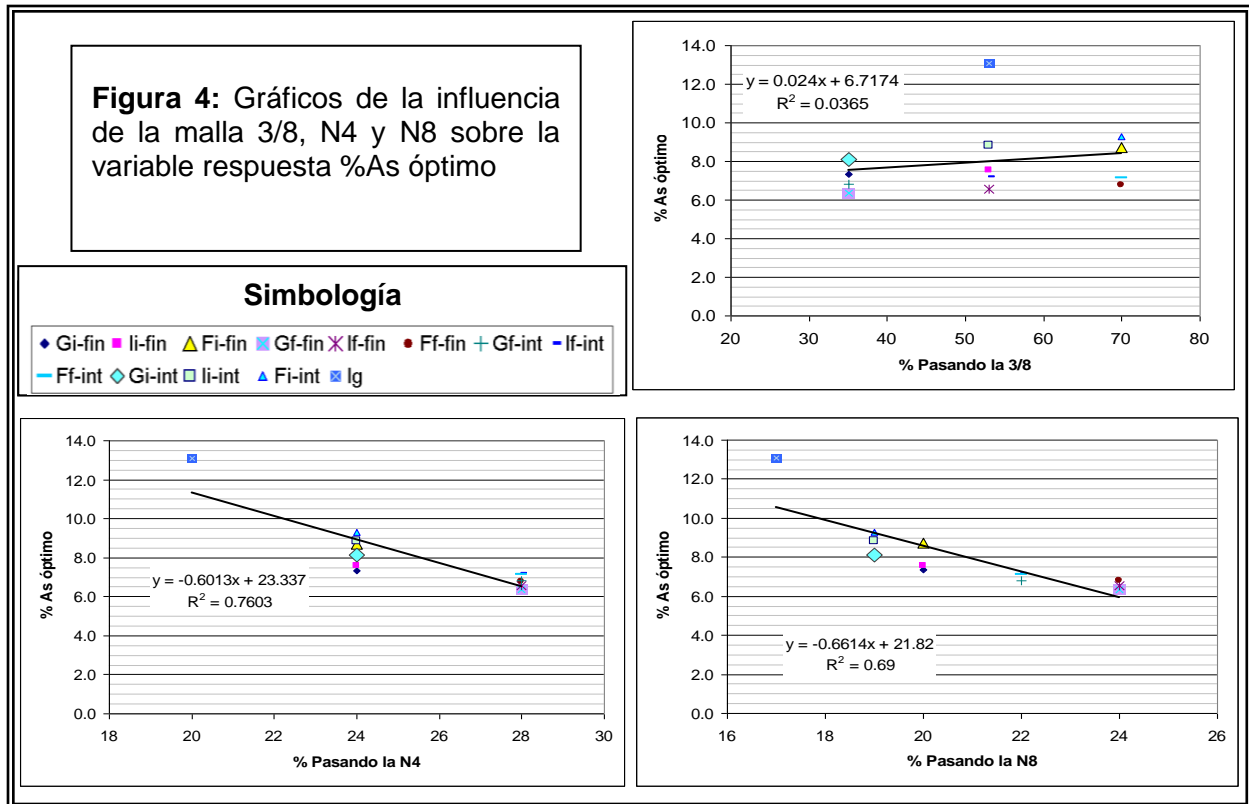 Figura 4: Gráficos de la influencia
de la malla 3/8, N4 y N8 sobre la
variable respuesta %As óptimo
Simbología
Gi-fin Ii-fin Fi-fin Gf-fin If-fin Ff-fin Gf-int If-int
Ff-int Gi-int Ii-int Fi-int Ig
14.0
12.0
10.0
8.0
6.0
4.0
2.0
0.0
% As óptimo
y = 0.024x + 6.7174
R² = 0.0365
20 30 40 50 60 70 80
% Pasando la 3/8
14.0
12.0
10.0
8.0
6.0
4.0
2.0
0.0
% As óptimo
y = -0.6013x + 23.337
R² = 0.7603
18 20 22 24 26 28 30
% Pasando la N4
14.0
12.0
10.0
8.0
6.0
4.0
2.0
0.0
% As óptimo
y = -0.6614x + 21.82
R² = 0.69
16 18 20 22 24 26
% Pasando la N8